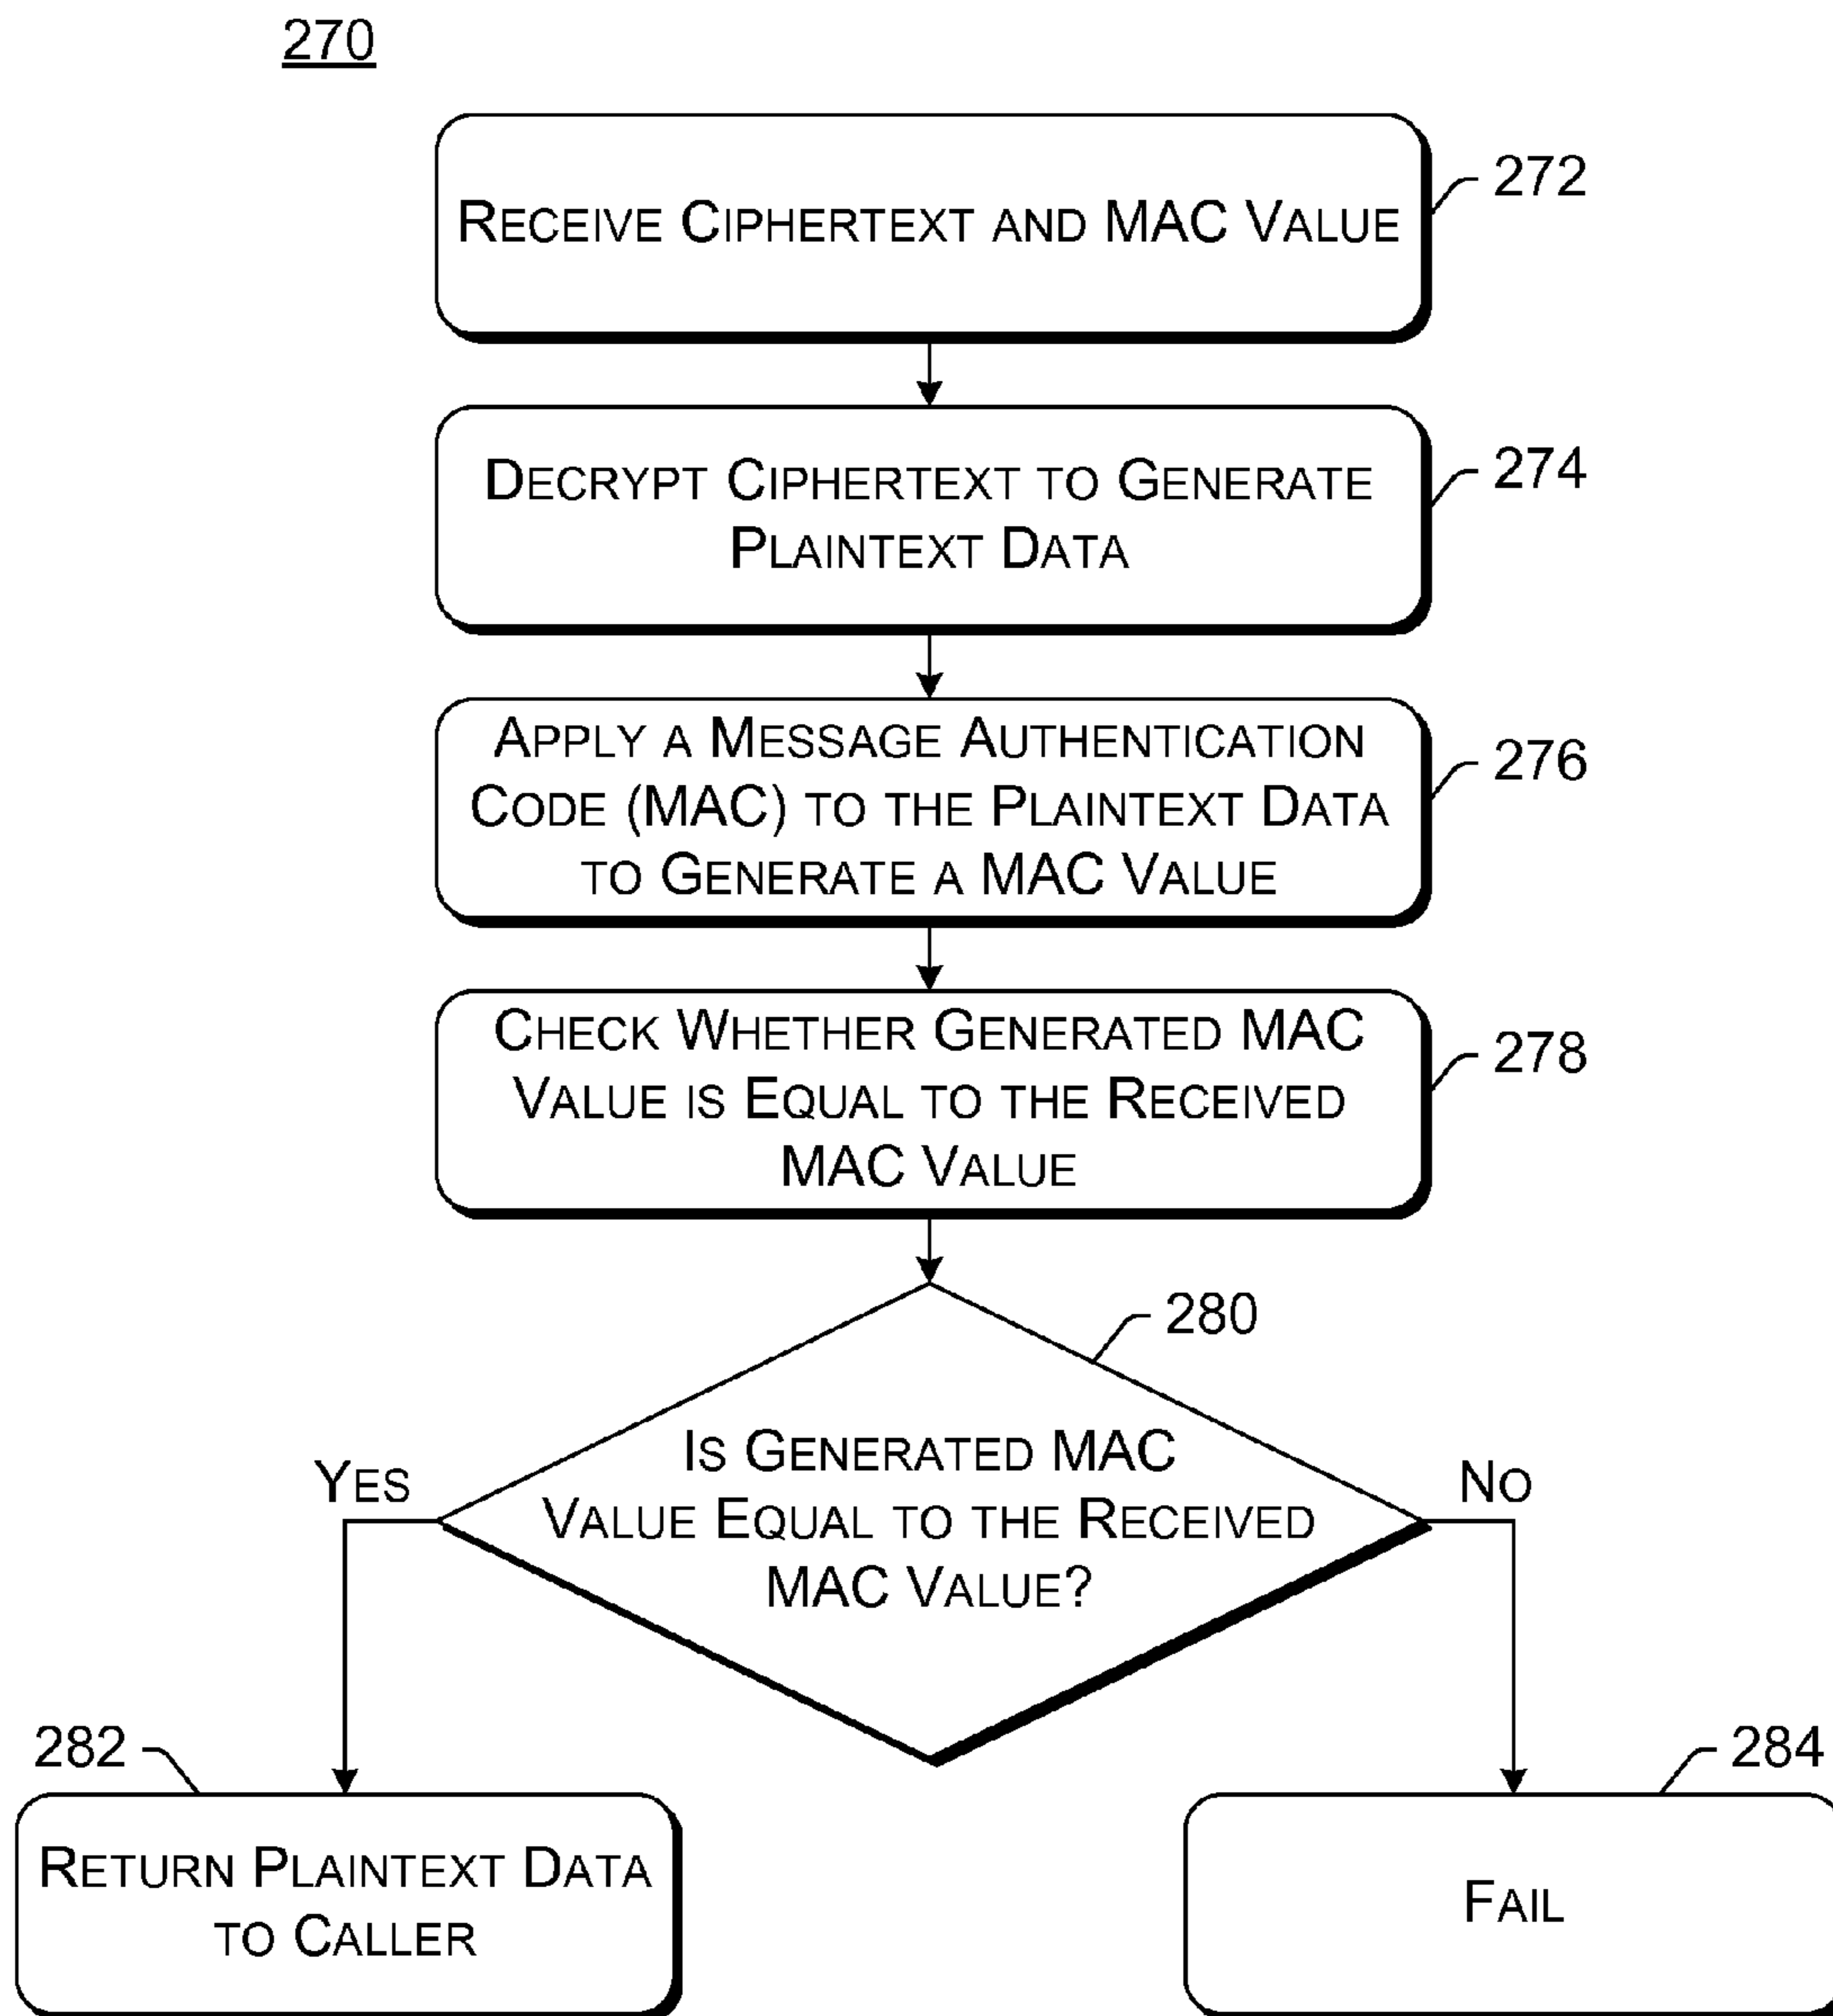 270
RECEIVE CIPHERTEXT AND MAC VALUE
272
DECRYPT CIPHERTEXT TO GENERATE
PLAINTEXT DATA
274
APPLY A MESSAGE AUTHENTICATION
CODE (MAC) TO THE PLAINTEXT DATA
TO GENERATE A MAC VALUE
276
CHECK WHETHER GENERATED MAC
VALUE IS EQUAL TO THE RECEIVED
MAC VALUE
278
280
IS GENERATED MAC
VALUE EQUAL TO THE RECEIVED
MAC VALUE?
YES
NO
282
RETURN PLAINTEXT DATA
TO CALLER
284
FAIL